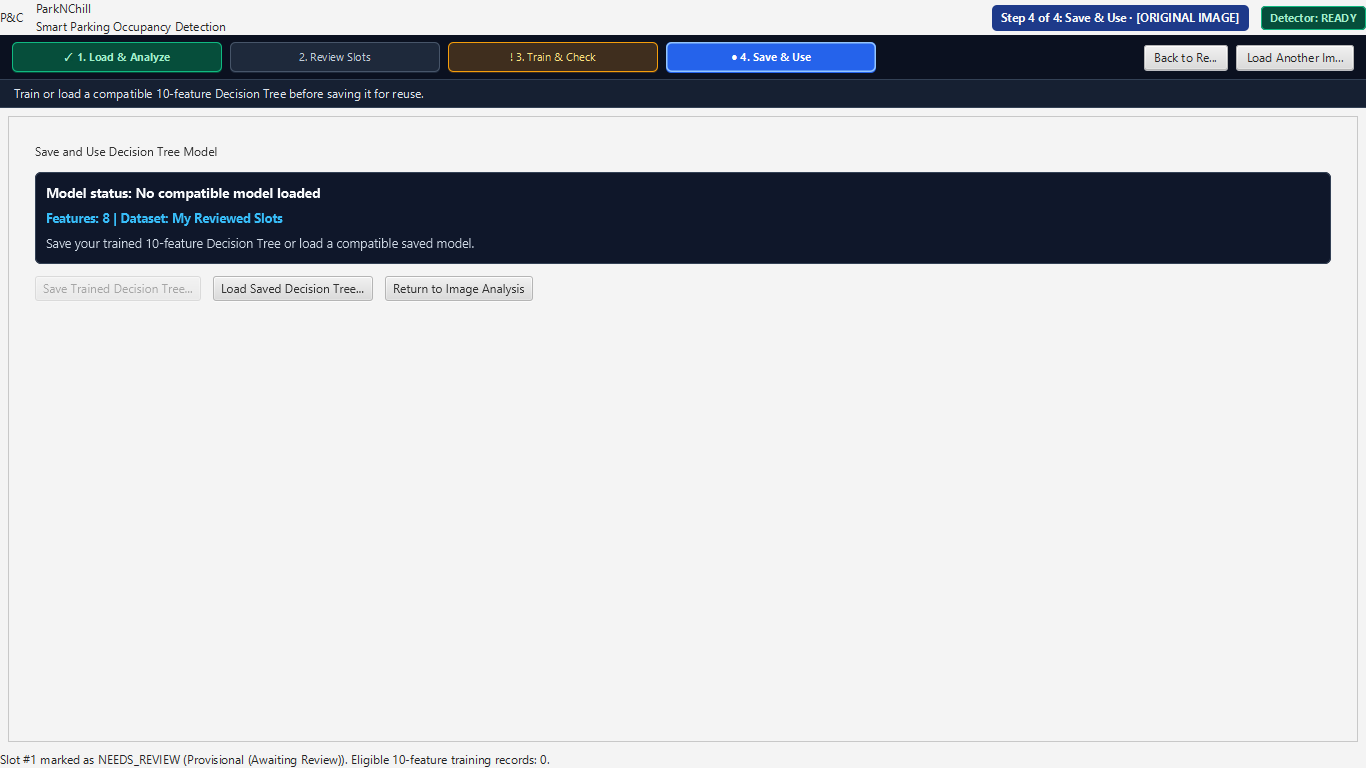 P&C
ParkNChill
Smart Parking Occupancy Detection
Step 4 of 4: Save & Use · [ORIGINAL IMAGE]
Detector: READY
✓ 1. Load & Analyze
2. Review Slots
! 3. Train & Check
● 4. Save & Use
Back to Re...
Load Another Im...
Train or load a compatible 10-feature Decision Tree before saving it for reuse.
Save and Use Decision Tree Model
Model status: No compatible model loaded
Features: 8 | Dataset: My Reviewed Slots
Save your trained 10-feature Decision Tree or load a compatible saved model.
Save Trained Decision Tree...
Load Saved Decision Tree...
Return to Image Analysis
Slot #1 marked as NEEDS_REVIEW (Provisional (Awaiting Review)). Eligible 10-feature training records: 0.